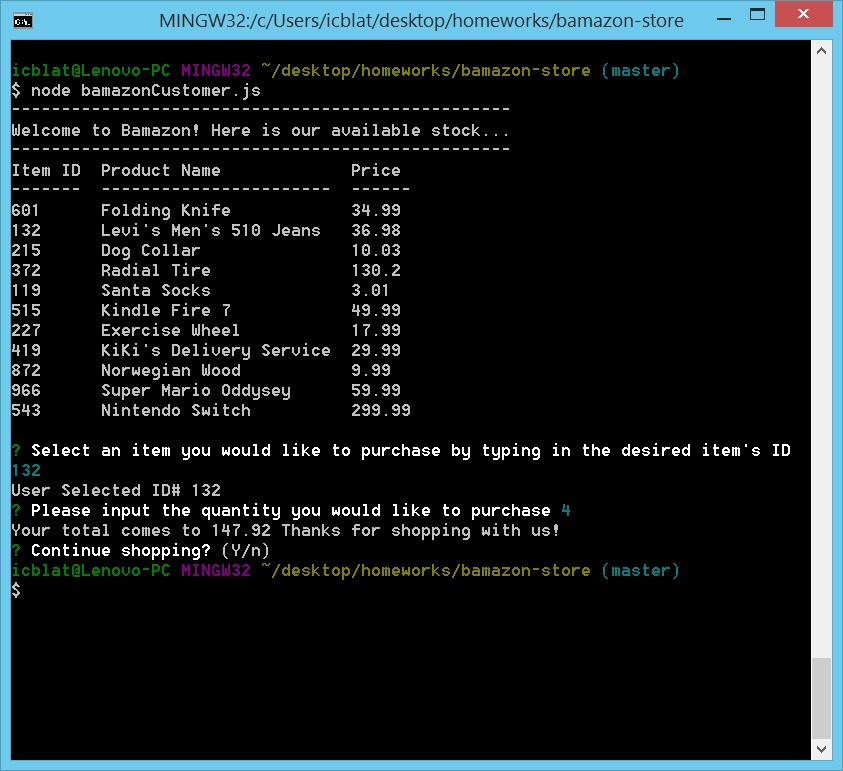 MINGW32:/c/Users/icblat/desktop/homeworks/bamazon-store
icblat@Lenovo-PC MINGW32 ~/desktop/homeworks/bamazon-store (master)
$ node bamazonCustomer.js
--------------------------------------------------
Welcome to Bamazon! Here is our available stock...
--------------------------------------------------
Item ID  Product Name             Price
-------  -----------------------  ------
601      Folding Knife            34.99
132      Levi's Men's 510 Jeans   36.98
215      Dog Collar               10.03
372      Radial Tire              130.2
119      Santa Socks              3.01
515      Kindle Fire 7            49.99
227      Exercise Wheel           17.99
419      KiKi's Delivery Service  29.99
872      Norwegian Wood           9.99
966      Super Mario Oddysey      59.99
543      Nintendo Switch          299.99
? Select an item you would like to purchase by typing in the desired item's ID
132
User Selected ID# 132
? Please input the quantity you would like to purchase 4
Your total comes to 147.92 Thanks for shopping with us!
? Continue shopping? (Y/n)
icblat@Lenovo-PC MINGW32 ~/desktop/homeworks/bamazon-store (master)
$